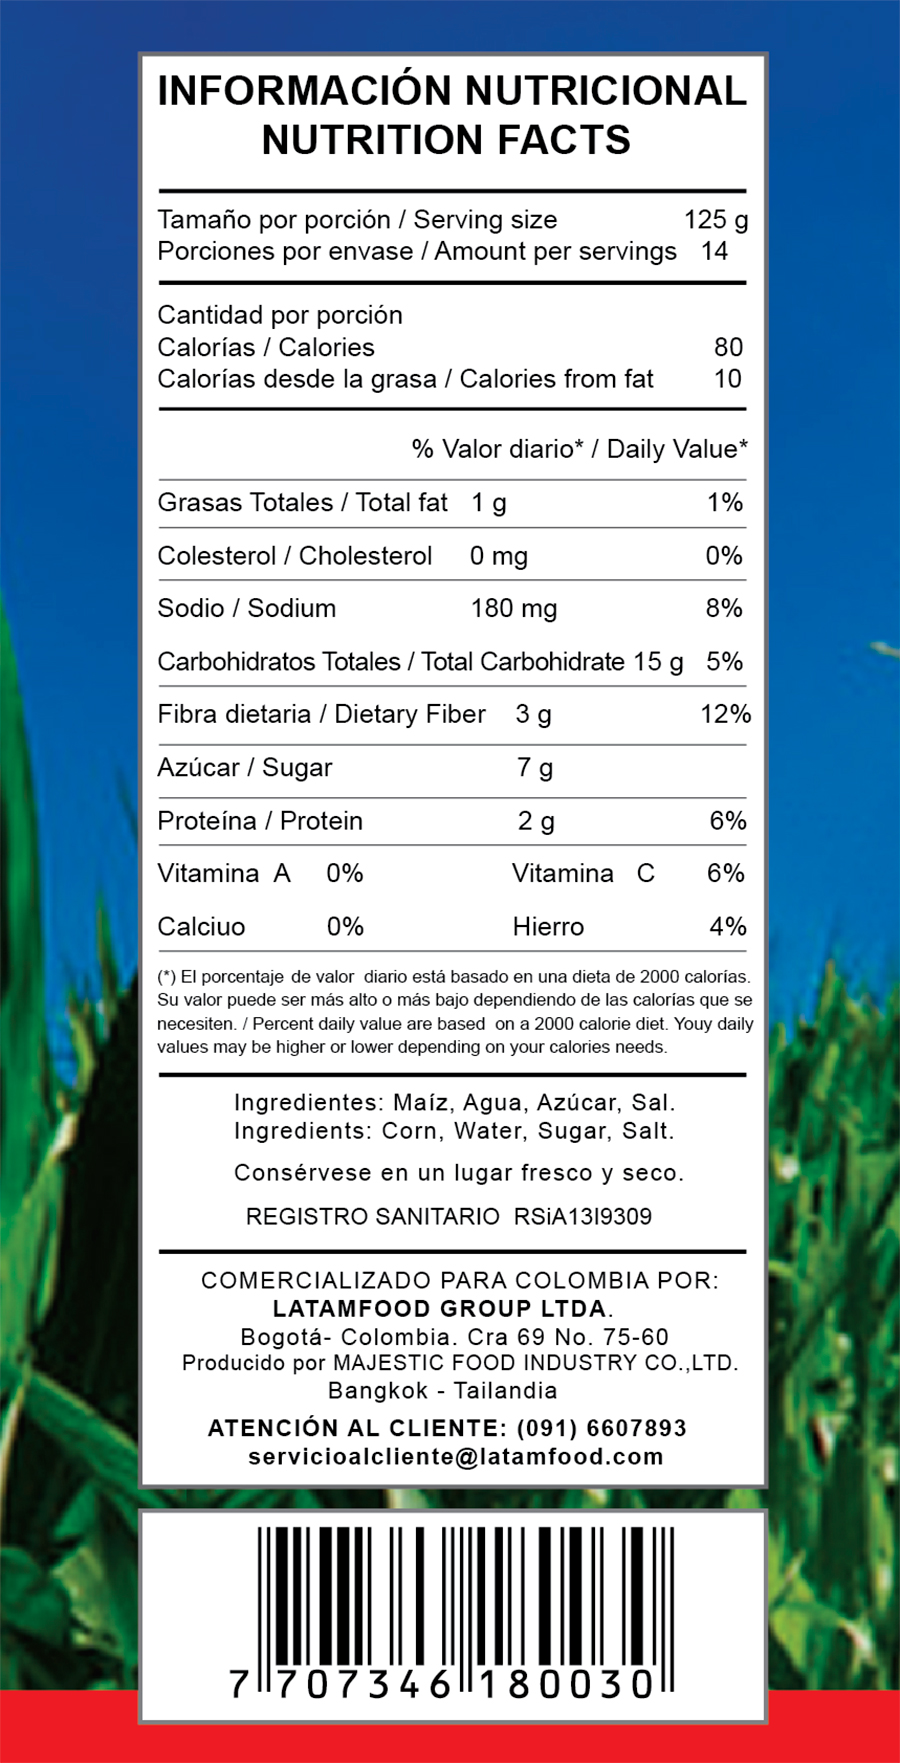 INFORMACIÓN NUTRICIONAL
NUTRITION FACTS
Tamaño por porción / Serving size 125 g
Porciones por envase / Amount per servings 14
Cantidad por porción
Calorías / Calories 80
Calorías desde la grasa / Calories from fat 10
% Valor diario* / Daily Value*
Grasas Totales / Total fat 1 g 1%
Colesterol / Cholesterol 0 mg 0%
Sodio / Sodium 180 mg 8%
Carbohidratos Totales / Total Carbohidrate 15 g 5%
Fibra dietaria / Dietary Fiber 3 g 12%
Azúcar / Sugar 7 g
Proteína / Protein 2 g 6%
Vitamina A 0% Vitamina C 6%
Calciuo 0% Hierro 4%
(*) El porcentaje de valor diario está basado en una dieta de 2000 calorías.
Su valor puede ser más alto o más bajo dependiendo de las calorías que se
necesiten. / Percent daily value are based on a 2000 calorie diet. Youy daily
values may be higher or lower depending on your calories needs.
Ingredientes: Maíz, Agua, Azúcar, Sal.
Ingredients: Corn, Water, Sugar, Salt.
Consérvese en un lugar fresco y seco.
REGISTRO SANITARIO RSiA13I9309
COMERCIALIZADO PARA COLOMBIA POR:
LATAMFOOD GROUP LTDA.
Bogotá- Colombia. Cra 69 No. 75-60
Producido por MAJESTIC FOOD INDUSTRY CO.,LTD.
Bangkok - Tailandia
ATENCIÓN AL CLIENTE: (091) 6607893
servicioalcliente@latamfood.com
7 707346 180030